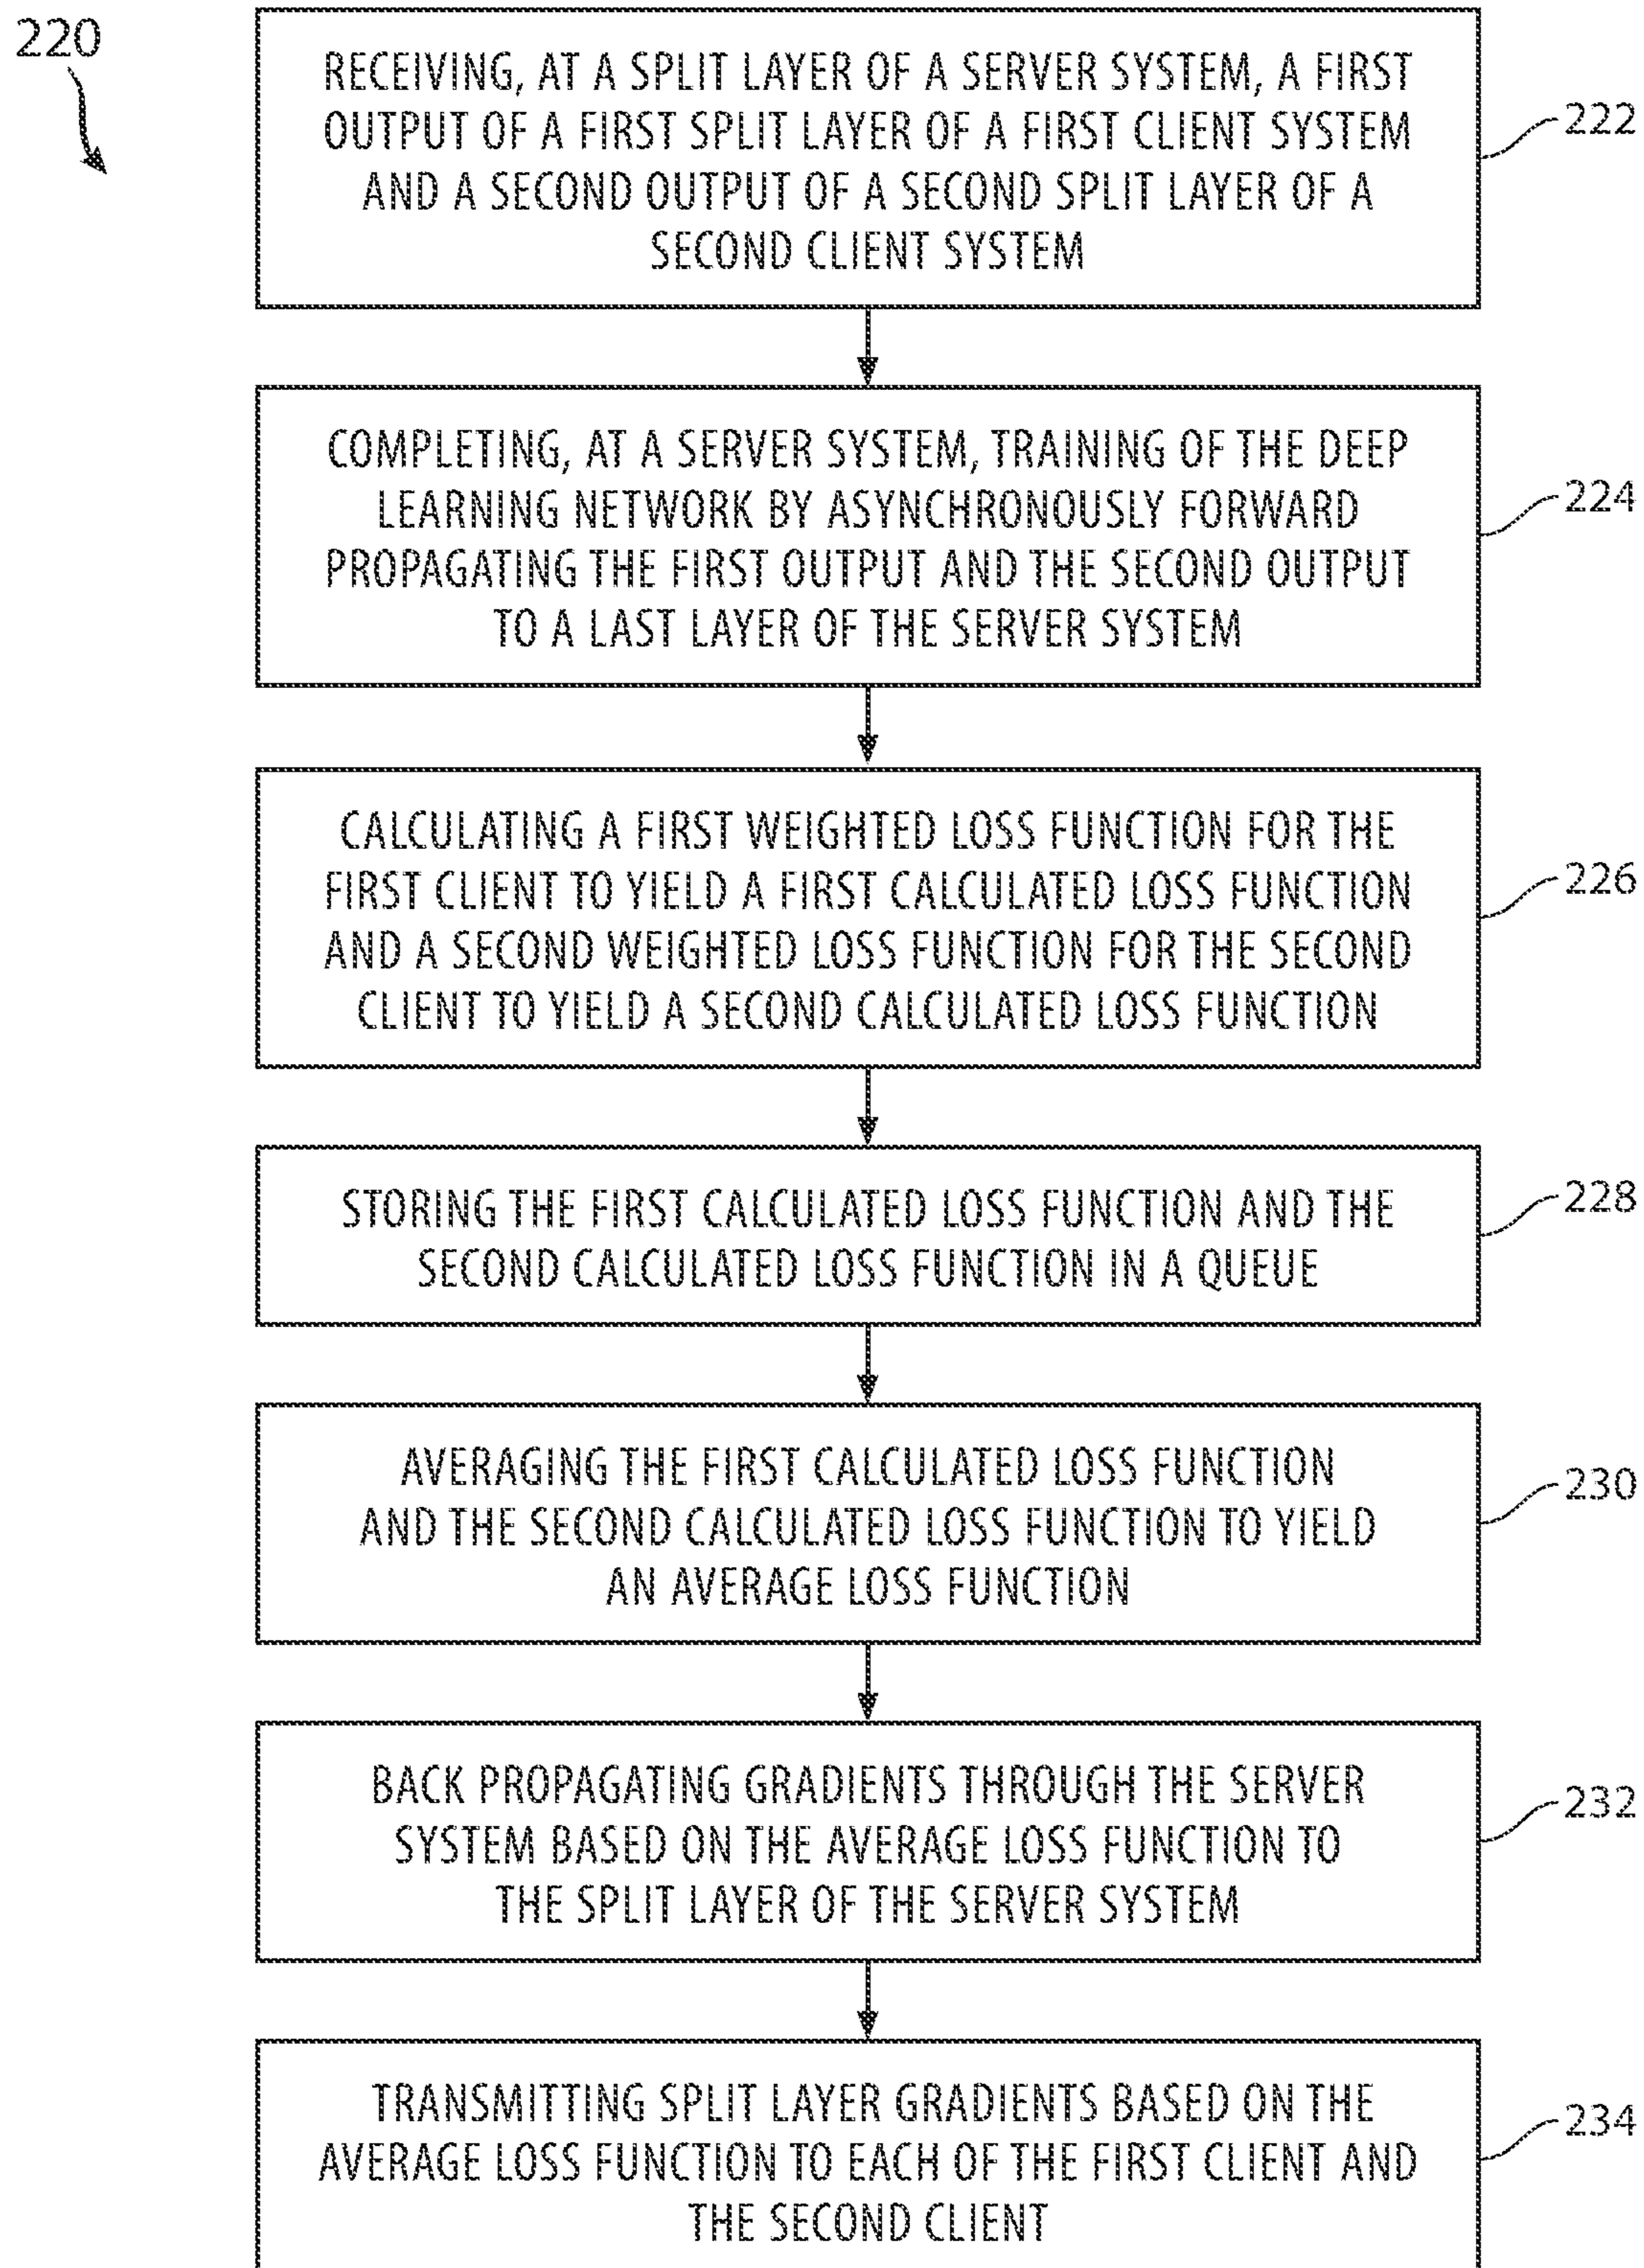 220
RECEIVING, AT A SPLIT LAYER OF A SERVER SYSTEM, A FIRST
OUTPUT OF A FIRST SPLIT LAYER OF A FIRST CLIENT SYSTEM
AND A SECOND OUTPUT OF A SECOND SPLIT LAYER OF A
SECOND CLIENT SYSTEM
222
COMPLETING, AT A SERVER SYSTEM, TRAINING OF THE DEEP
LEARNING NETWORK BY ASYNCHRONOUSLY FORWARD
PROPAGATING THE FIRST OUTPUT AND THE SECOND OUTPUT
TO A LAST LAYER OF THE SERVER SYSTEM
224
CALCULATING A FIRST WEIGHTED LOSS FUNCTION FOR THE
FIRST CLIENT TO YIELD A FIRST CALCULATED LOSS FUNCTION
AND A SECOND WEIGHTED LOSS FUNCTION FOR THE SECOND
CLIENT TO YIELD A SECOND CALCULATED LOSS FUNCTION
226
STORING THE FIRST CALCULATED LOSS FUNCTION AND THE
SECOND CALCULATED LOSS FUNCTION IN A QUEUE
228
AVERAGING THE FIRST CALCULATED LOSS FUNCTION
AND THE SECOND CALCULATED LOSS FUNCTION TO YIELD
AN AVERAGE LOSS FUNCTION
230
BACK PROPAGATING GRADIENTS THROUGH THE SERVER
SYSTEM BASED ON THE AVERAGE LOSS FUNCTION TO
THE SPLIT LAYER OF THE SERVER SYSTEM
232
TRANSMITTING SPLIT LAYER GRADIENTS BASED ON THE
AVERAGE LOSS FUNCTION TO EACH OF THE FIRST CLIENT AND
THE SECOND CLIENT
234